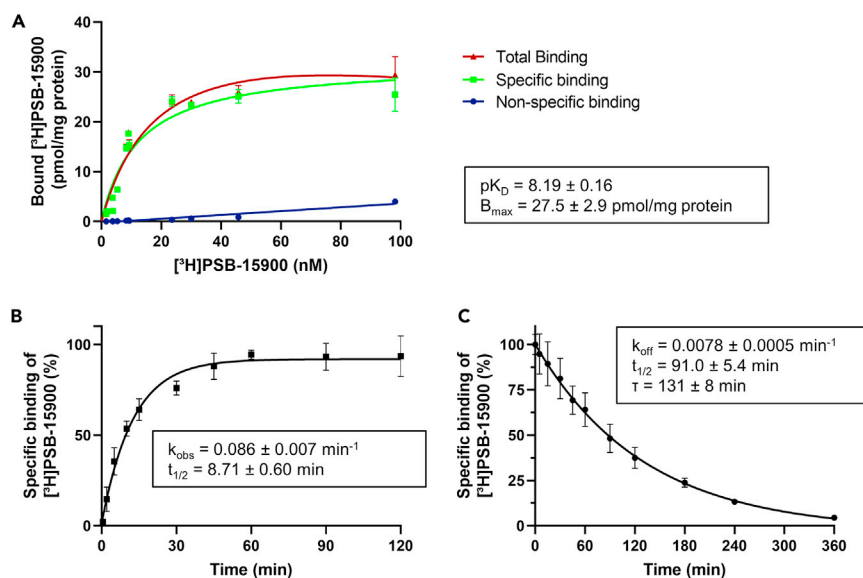 A
Bound [³H]PSB-15900
(pmol/mg protein)
40
30
20
10
0
0 20 40 60 80 100
[³H]PSB-15900 (nM)
Total Binding
Specific binding
Non-specific binding
pK_D = 8.19 ± 0.16
B_max = 27.5 ± 2.9 pmol/mg protein
B
Specific binding of
[³H]PSB-15900 (%)
100
50
0
0 30 60 90 120
Time (min)
k_obs = 0.086 ± 0.007 min⁻¹
t_1/2 = 8.71 ± 0.60 min
C
Specific binding of
[³H]PSB-15900 (%)
100
75
50
25
0
0 60 120 180 240 300 360
Time (min)
k_off = 0.0078 ± 0.0005 min⁻¹
t_1/2 = 91.0 ± 5.4 min
τ = 131 ± 8 min